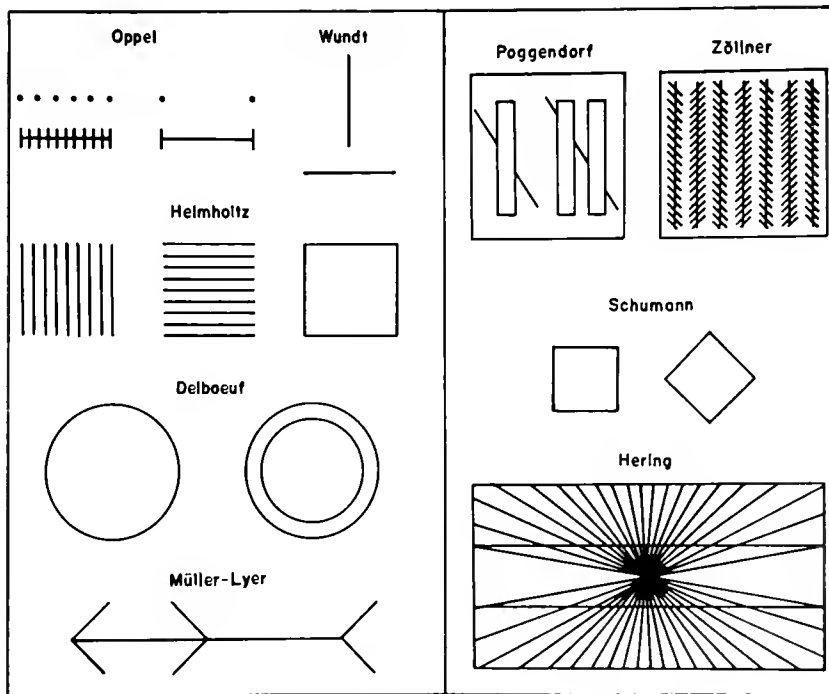 Oppel
Wundt
Helmholtz
Delboeuf
Müller-Lyer
Poggendorf
Zöllner
Schumann
Hering